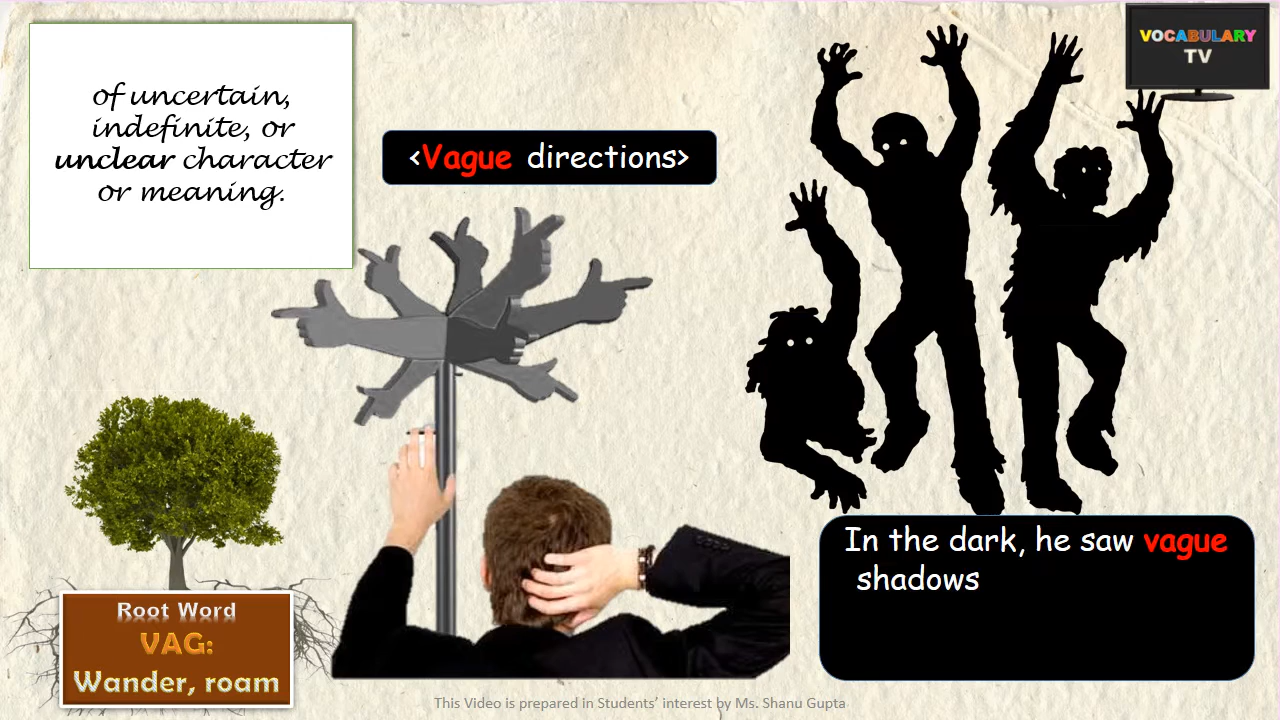 of uncertain,
indefinite, or
unclear character
or meaning.
<Vague directions>
VOCABULARY
TV
In the dark, he saw vague
shadows
Root Word
VAG:
Wander, roam
This Video is prepared in Students’ interest by Ms. Shanu Gupta